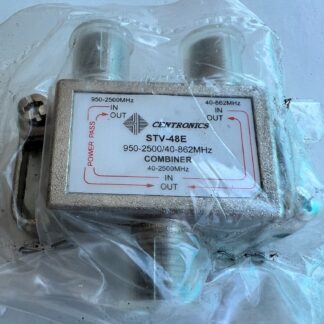 950-2500MHz 40-862MHz
IN IN
OUT OUT
CENTRONICS
STV-48E
950-2500/40-862MHz
COMBINER
40-2500MHz
IN
OUT
POWER PASS